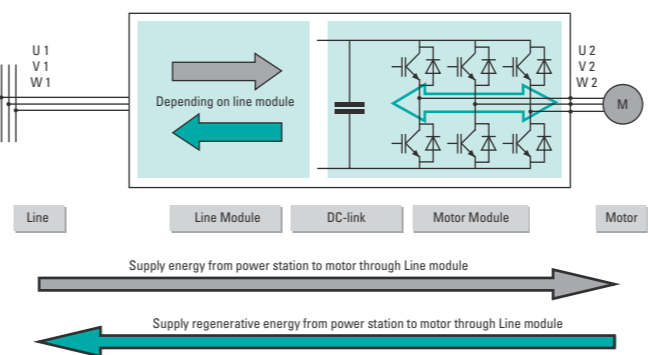 U 1
V 1
W 1
U 2
V 2
W 2
Depending on line module
M
Line
Line Module
DC-link
Motor Module
Motor
Supply energy from power station to motor through Line module
Supply regenerative energy from power station to motor through Line module